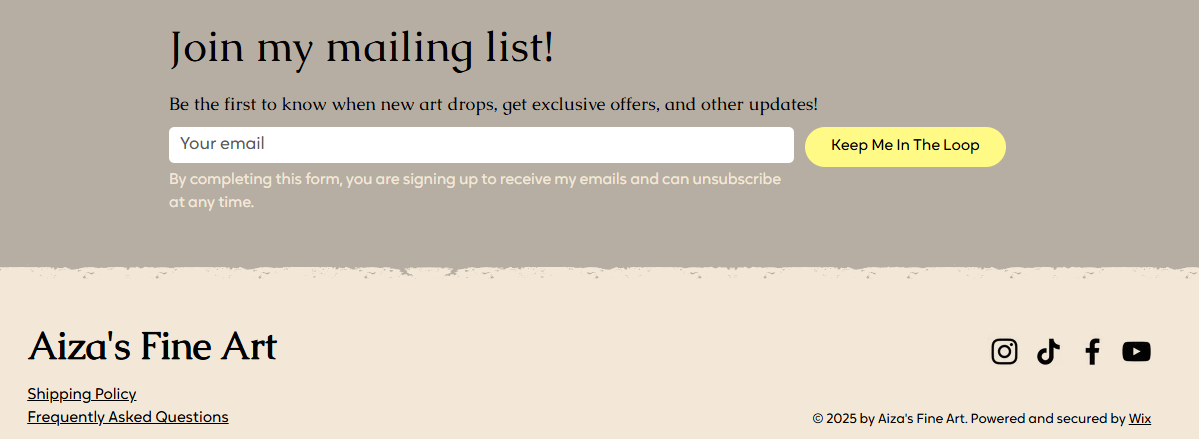 Join my mailing list!
Be the first to know when new art drops, get exclusive offers, and other updates!
Your email
Keep Me In The Loop
By completing this form, you are signing up to receive my emails and can unsubscribe
at any time.
Aiza's Fine Art
Shipping Policy
Frequently Asked Questions
© 2025 by Aiza's Fine Art. Powered and secured by Wix